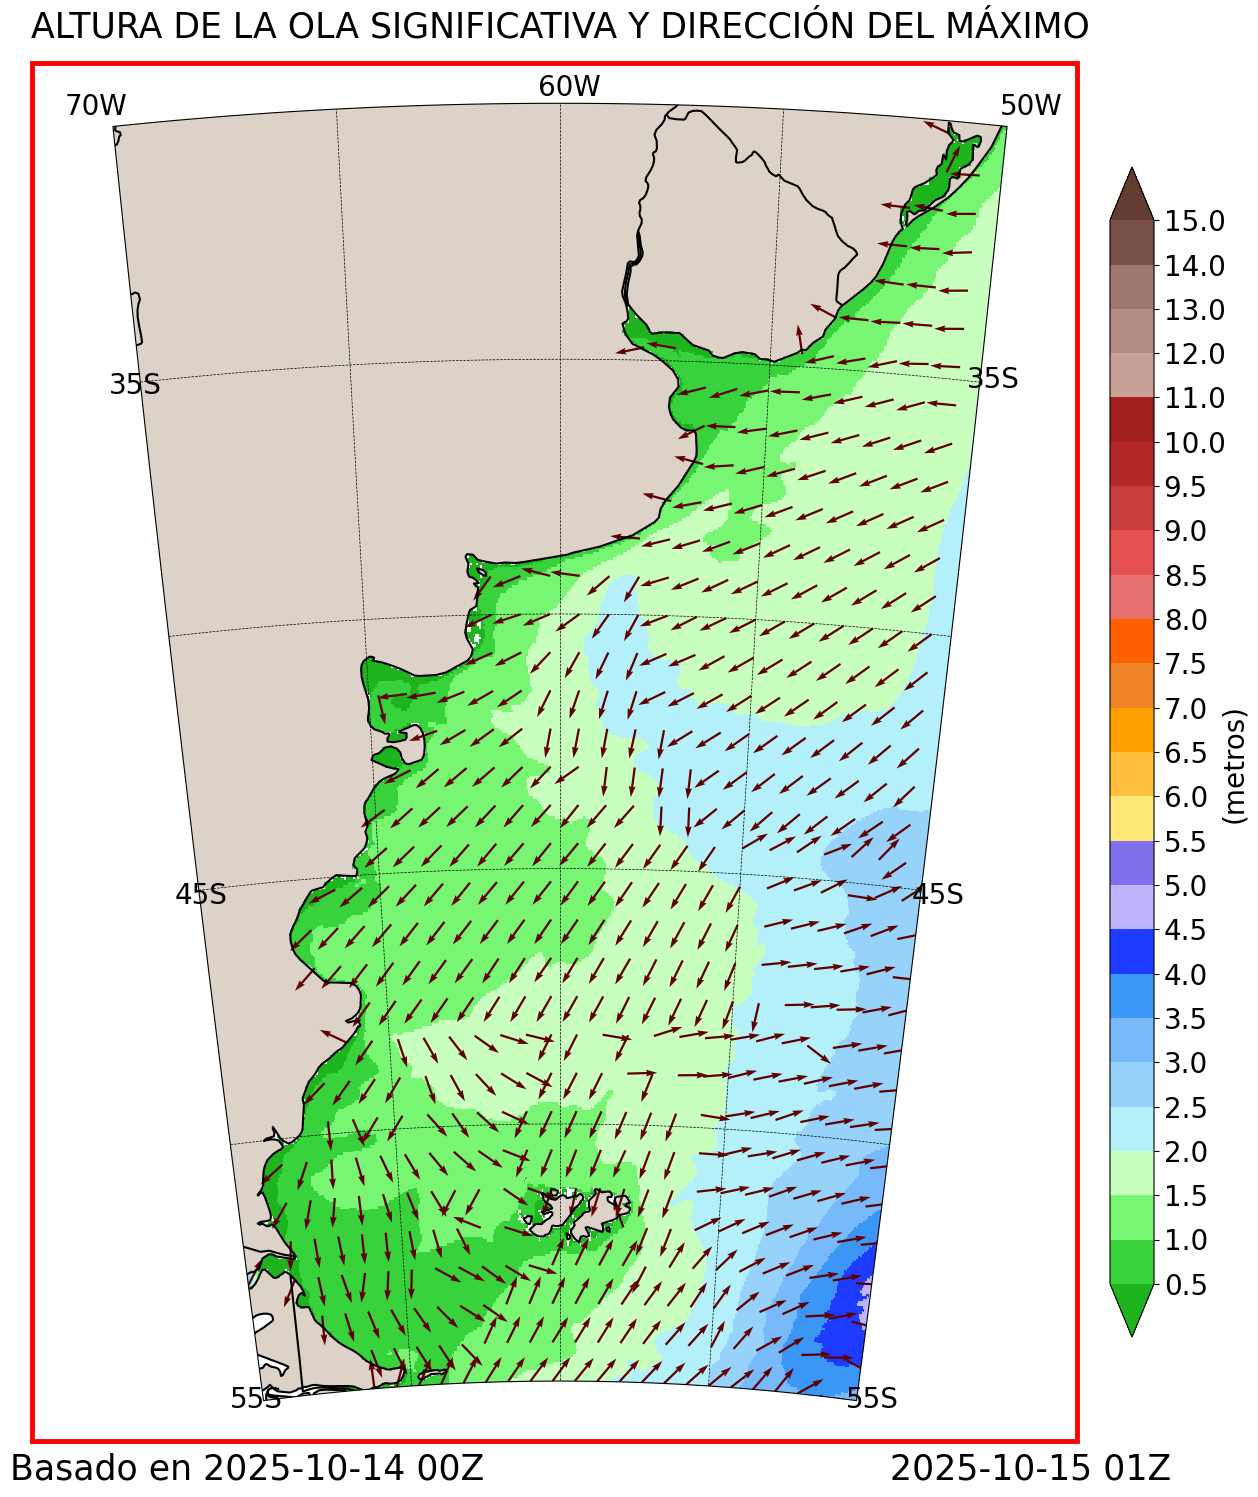 ALTURA DE LA OLA SIGNIFICATIVA Y DIRECCIÓN DEL MÁXIMO
70W
60W
50W
35S
35S
45S
45S
55S
55S
15.0
14.0
13.0
12.0
11.0
10.0
9.5
9.0
8.5
8.0
7.5
7.0
6.5
6.0
5.5
5.0
4.5
4.0
3.5
3.0
2.5
2.0
1.5
1.0
0.5
(metros)
Basado en 2025-10-14 00Z
2025-10-15 01Z